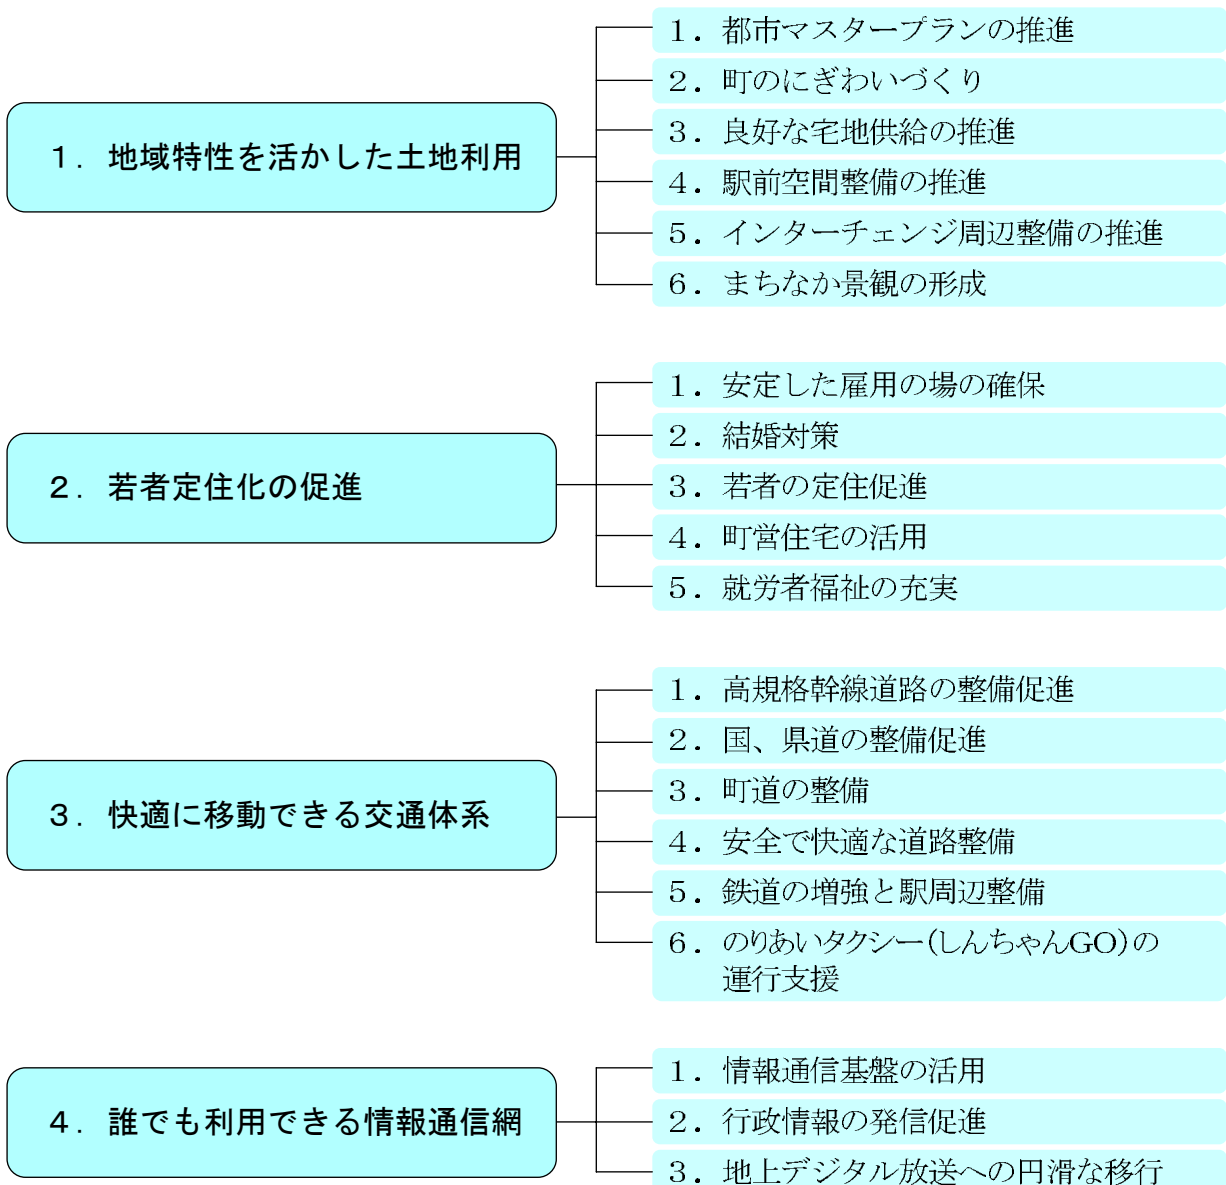 1．地域特性を活かした土地利用
1．都市マスタープランの推進
2．町のにぎわいづくり
3．良好な宅地供給の推進
4．駅前空間整備の推進
5．インターチェンジ周辺整備の推進
6．まちなか景観の形成
2．若者定住化の促進
1．安定した雇用の場の確保
2．結婚対策
3．若者の定住促進
4．町営住宅の活用
5．就労者福祉の充実
3．快適に移動できる交通体系
1．高規格幹線道路の整備促進
2．国、県道の整備促進
3．町道の整備
4．安全で快適な道路整備
5．鉄道の増強と駅周辺整備
6．のりあいタクシー(しんちゃんGO)の
運行支援
4．誰でも利用できる情報通信網
1．情報通信基盤の活用
2．行政情報の発信促進
3．地上デジタル放送への円滑な移行